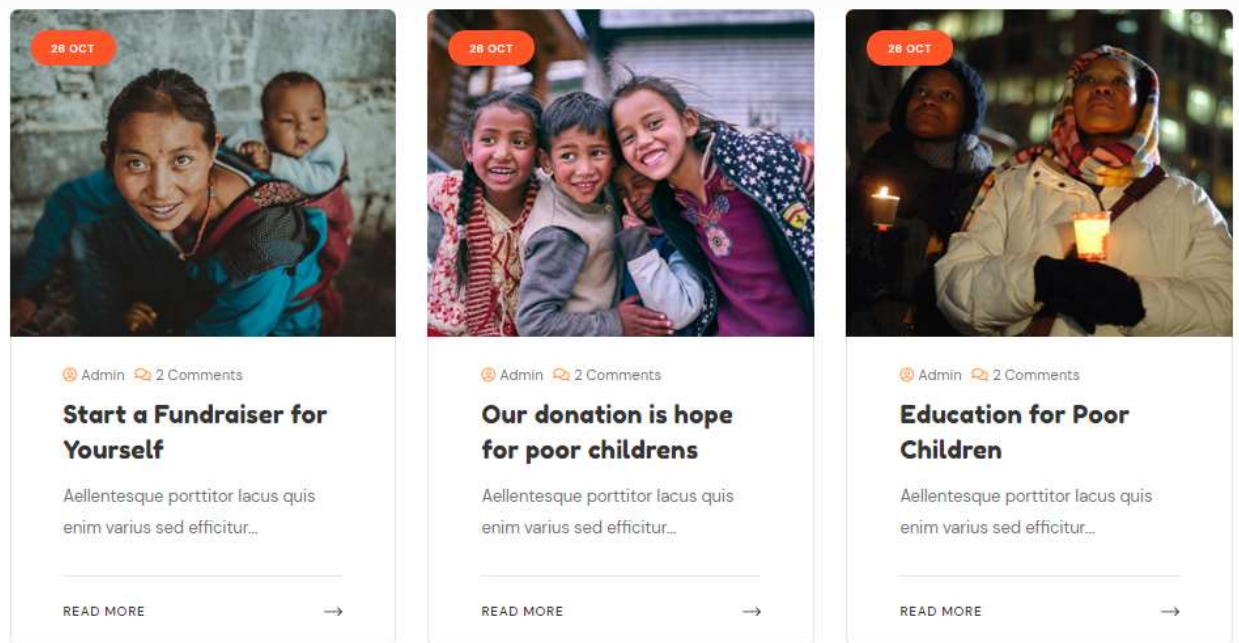 26 OCT
Admin 2 Comments
Start a Fundraiser for
Yourself
Aellentesque porttitor lacus quis
enim varius sed efficitur...
READ MORE
26 OCT
Admin 2 Comments
Our donation is hope
for poor childrens
Aellentesque porttitor lacus quis
enim varius sed efficitur...
READ MORE
26 OCT
Admin 2 Comments
Education for Poor
Children
Aellentesque porttitor lacus quis
enim varius sed efficitur...
READ MORE